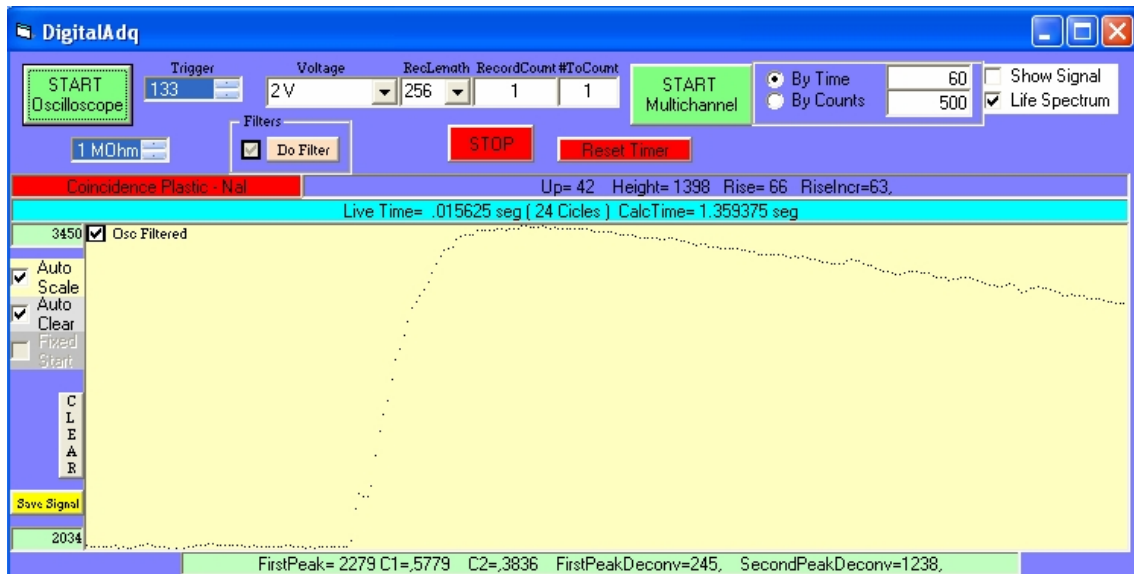 DigitalAdq
START Oscilloscope
Trigger
133
Voltage
2 V
RecLength
256
RecordCount
1
#ToCount
1
START Multichannel
By Time 60
By Counts 500
Show Signal
Life Spectrum
1 MOhm
Filters
Do Filter
STOP
Reset Timer
Coincidence Plastic - NaI
Up= 42 Height= 1398 Rise= 66 RiseIncr=63,
Live Time= .015625 seg ( 24 Cicles ) CalcTime= 1.359375 seg
3450
Osc Filtered
Auto Scale
Auto Clear
Fixed Start
CLEAR
Save Signal
2034
FirstPeak= 2279 C1=,5779 C2=,3836 FirstPeakDeconv=245, SecondPeakDeconv=1238,